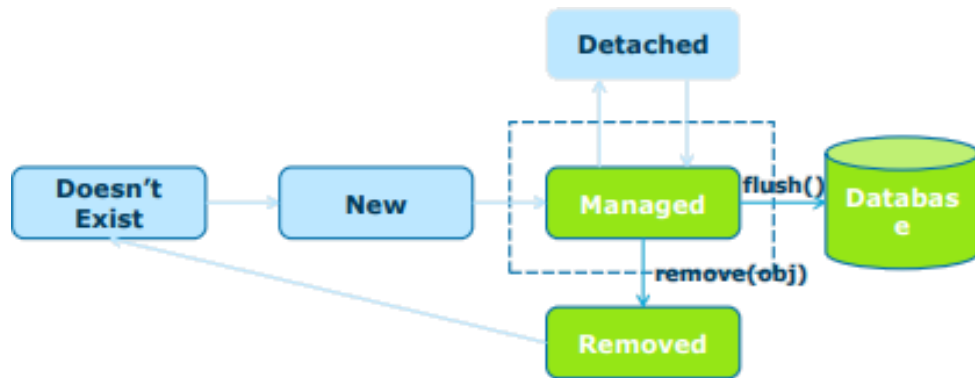 Detached
Doesn't
Exist
New
Managed
flush()
Databas
e
remove(obj)
Removed